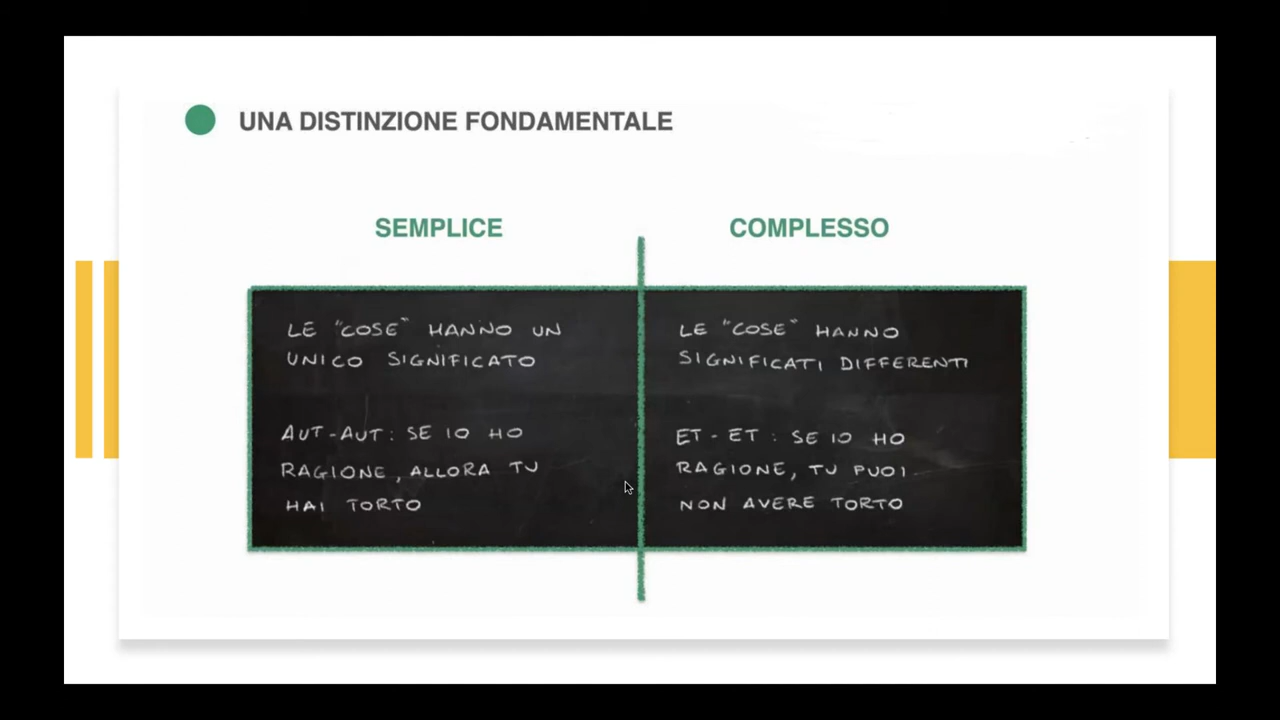 UNA DISTINZIONE FONDAMENTALE
SEMPLICE
LE "COSE" HANNO UN
UNICO SIGNIFICATO
AUT-AUT: SE IO HO
RAGIONE, ALLORA TU
HAI TORTO
COMPLESSO
LE "COSE" HANNO
SIGNIFICATI DIFFERENTI
ET-ET: SE IO HO
RAGIONE, TU PUOI
NON AVERE TORTO